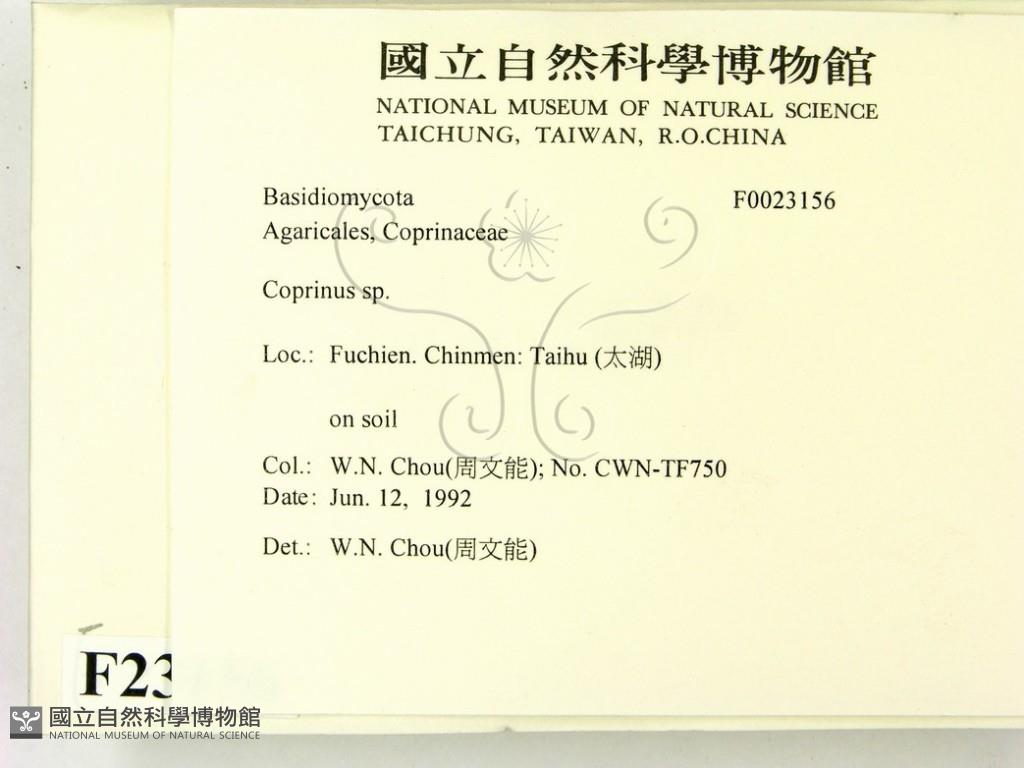 國立自然科學博物館
NATIONAL MUSEUM OF NATURAL SCIENCE
TAICHUNG, TAIWAN, R.O.CHINA
Basidiomycota F0023156
Agaricales, Coprinaceae
Coprinus sp.
Loc.: Fuchien. Chinmen: Taihu (太湖)
on soil
Col.: W.N. Chou(周文能); No. CWN-TF750
Date: Jun. 12, 1992
Det.: W.N. Chou(周文能)
F23
國立自然科學博物館
NATIONAL MUSEUM OF NATURAL SCIENCE